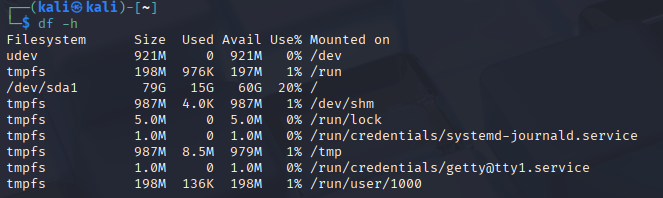 ┌──(kali㉿kali)-[~]
└─$ df -h
Filesystem      Size  Used Avail Use% Mounted on
udev            921M     0  921M   0% /dev
tmpfs           198M  976K  197M   1% /run
/dev/sda1        79G   15G   60G  20% /
tmpfs           987M  4.0K  987M   1% /dev/shm
tmpfs           5.0M     0  5.0M   0% /run/lock
tmpfs           1.0M     0  1.0M   0% /run/credentials/systemd-journald.service
tmpfs           987M  8.5M  979M   1% /tmp
tmpfs           1.0M     0  1.0M   0% /run/credentials/getty@tty1.service
tmpfs           198M  136K  198M   1% /run/user/1000